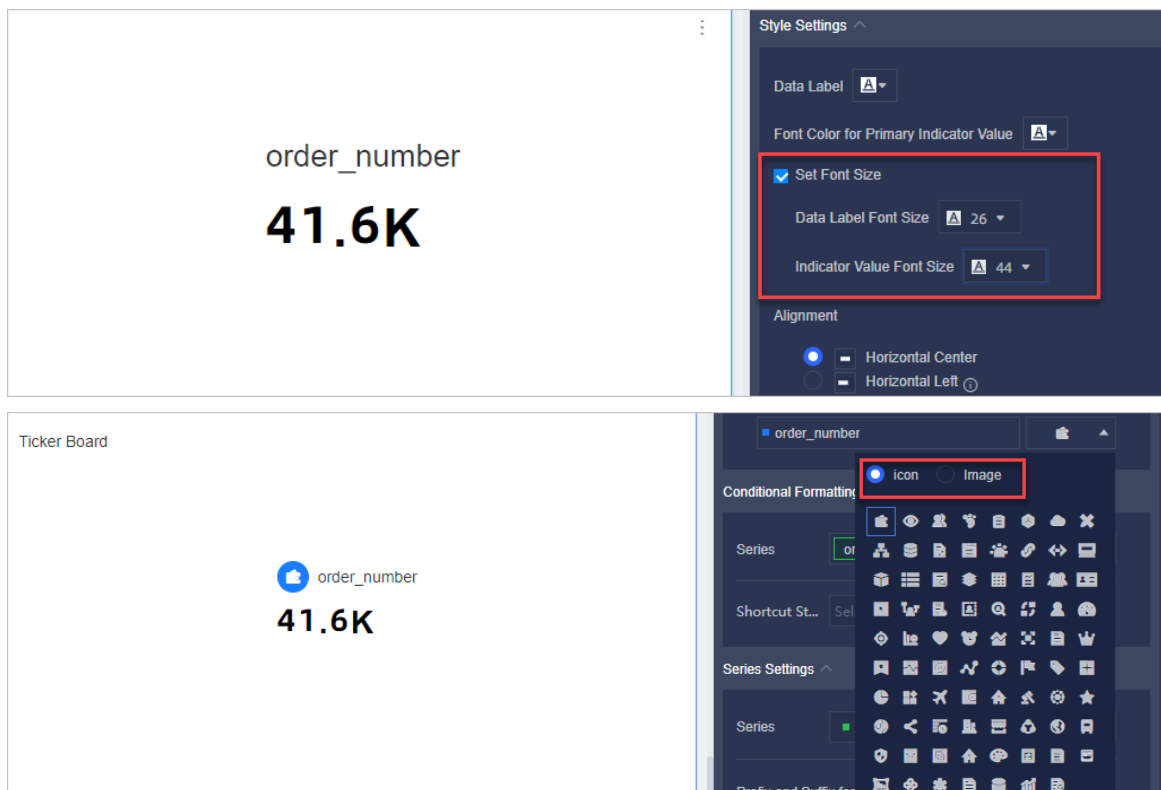 Style Settings
Data Label
Font Color for Primary Indicator Value
Set Font Size
Data Label Font Size A 26
Indicator Value Font Size A 44
Alignment
Horizontal Center
Horizontal Left
order_number
41.6K
Ticker Board
order_number
41.6K
order_number
icon Image
Conditional Formatting
Series or
Shortcut St... Sel
Series Settings
Series